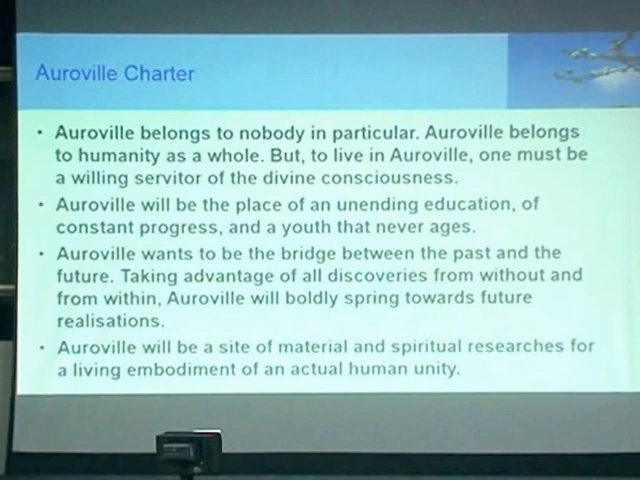 Auroville Charter
• Auroville belongs to nobody in particular. Auroville belongs
to humanity as a whole. But, to live in Auroville, one must be
a willing servitor of the divine consciousness.
• Auroville will be the place of an unending education, of
constant progress, and a youth that never ages.
• Auroville wants to be the bridge between the past and the
future. Taking advantage of all discoveries from without and
from within, Auroville will boldly spring towards future
realisations.
• Auroville will be a site of material and spiritual researches for
a living embodiment of an actual human unity.